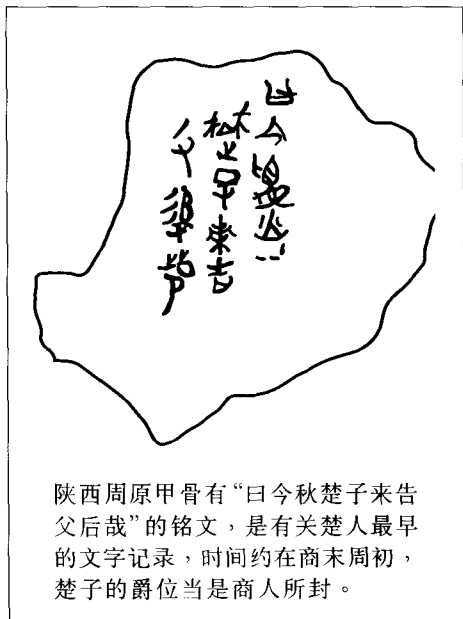 陕西周原甲骨有“曰今秋楚子来告
父后哉”的铭文，是有关楚人最早
的文字记录，时间约在商末周初，
楚子的爵位当是商人所封。